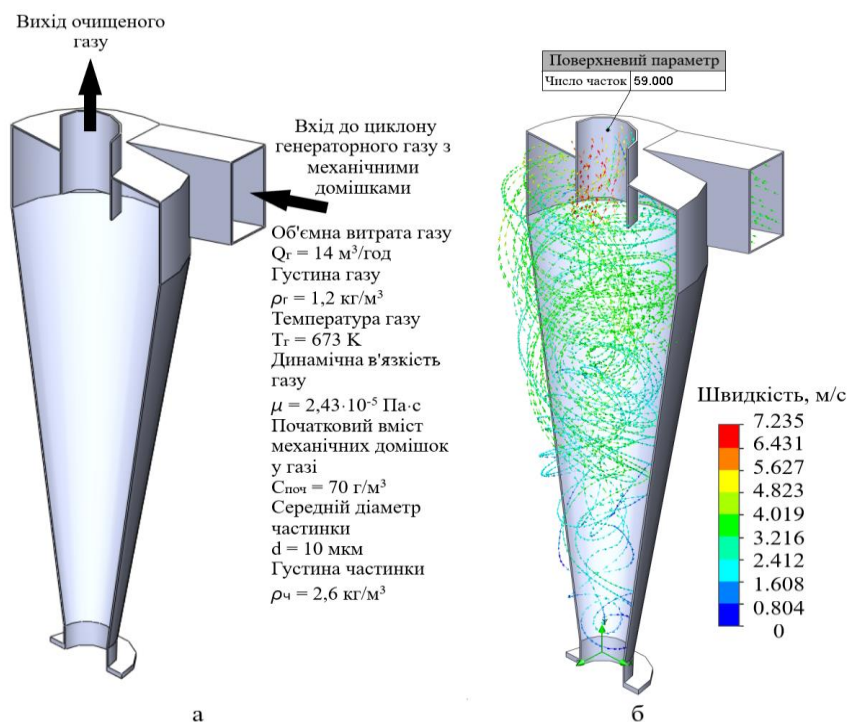 Вихід очищеного
газу
Вхід до циклону
генераторного газу з
механічними
домішками
Об'ємна витрата газу
Qг = 14 м³/год
Густина газу
ρг = 1,2 кг/м³
Температура газу
Tг = 673 К
Динамічна в'язкість
газу
μ = 2,43·10⁻⁵ Па·с
Початковий вміст
механічних домішок
у газі
Cпоч = 70 г/м³
Середній діаметр
частинки
d = 10 мкм
Густина частинки
ρч = 2,6 кг/м³
а
Поверхневий параметр
Число часток 59.000
Швидкість, м/с
7.235
6.431
5.627
4.823
4.019
3.216
2.412
1.608
0.804
0
Y
б